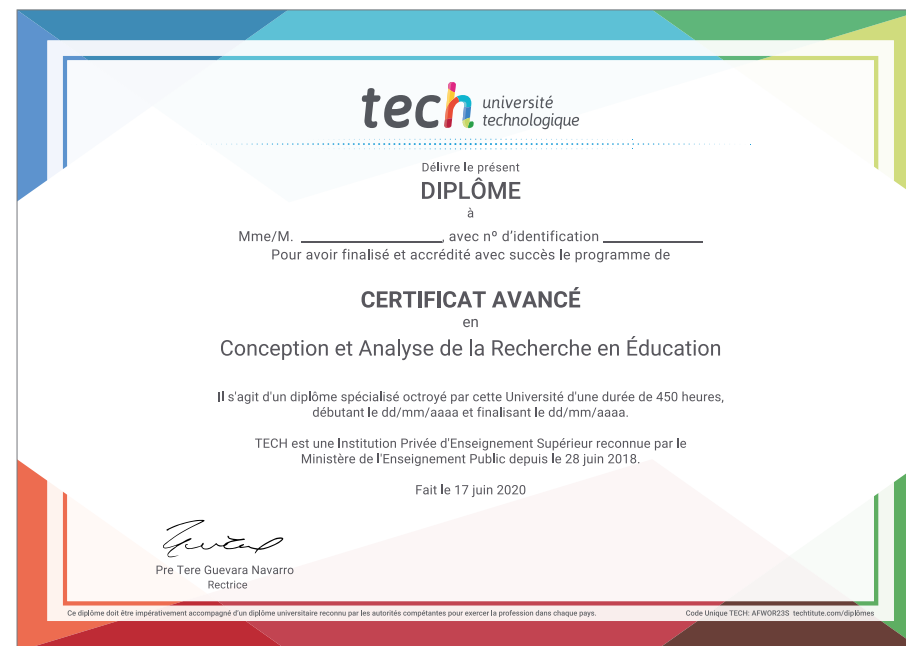 tech université
technologique
Délivre le présent
DIPLÔME
à
Mme/M. ____________________, avec nº d'identification ______________
Pour avoir finalisé et accrédité avec succès le programme de
CERTIFICAT AVANCÉ
en
Conception et Analyse de la Recherche en Éducation
Il s'agit d'un diplôme spécialisé octroyé par cette Université d'une durée de 450 heures,
débutant le dd/mm/aaaa et finalisant le dd/mm/aaaa.
TECH est une Institution Privée d'Enseignement Supérieur reconnue par le
Ministère de l'Enseignement Public depuis le 28 juin 2018.
Fait le 17 juin 2020
Pre Tere Guevara Navarro
Rectrice
Ce diplôme doit être impérativement accompagné d'un diplôme universitaire reconnu par les autorités compétentes pour exercer la profession dans chaque pays.
Code Unique TECH: AFWOR23S techtitute.com/diplômes